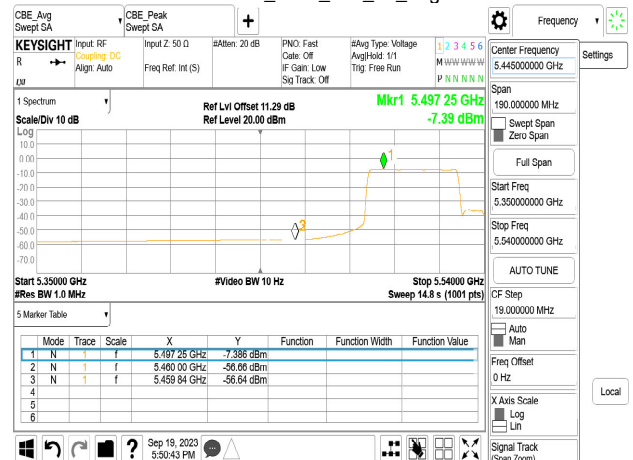 CBE_Avg
Swept SA
CBE_Peak
Swept SA
Frequency
KEYSIGHT
R
Input: RF
Coupling: DC
Align: Auto
Input Z: 50 Ω
Freq Ref: Int (S)
#Atten: 20 dB
PNO: Fast
Gate: Off
IF Gain: Low
Sig Track: Off
#Avg Type: Voltage
Avg|Hold: 1/1
Trig: Free Run
1 2 3 4 5 6
M W W W W W
P N N N N N
Center Frequency
5.445000000 GHz
Settings
1 Spectrum
Scale/Div 10 dB
Log
Ref Lvl Offset 11.29 dB
Ref Level 20.00 dBm
Mkr1 5.497 25 GHz
-7.39 dBm
Span
190.000000 MHz
Swept Span
Zero Span
Full Span
10.0
0.00
-10.0
-20.0
-30.0
-40.0
-50.0
-60.0
-70.0
1
3
Start Freq
5.350000000 GHz
Stop Freq
5.540000000 GHz
AUTO TUNE
Start 5.35000 GHz
#Res BW 1.0 MHz
#Video BW 10 Hz
Stop 5.54000 GHz
Sweep 14.8 s (1001 pts)
CF Step
19.000000 MHz
Auto
Man
5 Marker Table
Mode Trace Scale X Y Function Function Width Function Value
1 N 1 f 5.497 25 GHz -7.386 dBm
2 N 1 f 5.460 00 GHz -56.66 dBm
3 N 1 f 5.459 84 GHz -56.64 dBm
4
5
6
Freq Offset
0 Hz
Local
X Axis Scale
Log
Lin
Signal Track
(Span Zoom)
Sep 19, 2023
5:50:43 PM